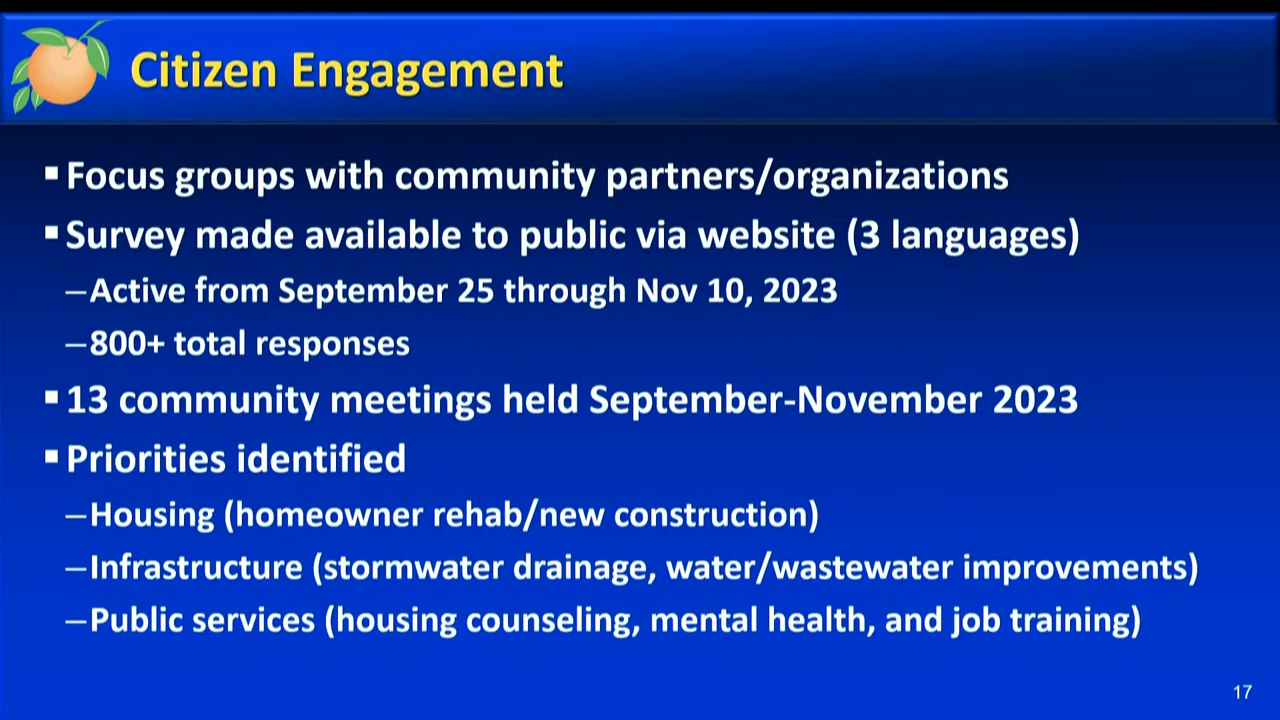 Citizen Engagement
▪Focus groups with community partners/organizations
▪Survey made available to public via website (3 languages)
–Active from September 25 through Nov 10, 2023
–800+ total responses
▪13 community meetings held September-November 2023
▪Priorities identified
–Housing (homeowner rehab/new construction)
–Infrastructure (stormwater drainage, water/wastewater improvements)
–Public services (housing counseling, mental health, and job training)
17